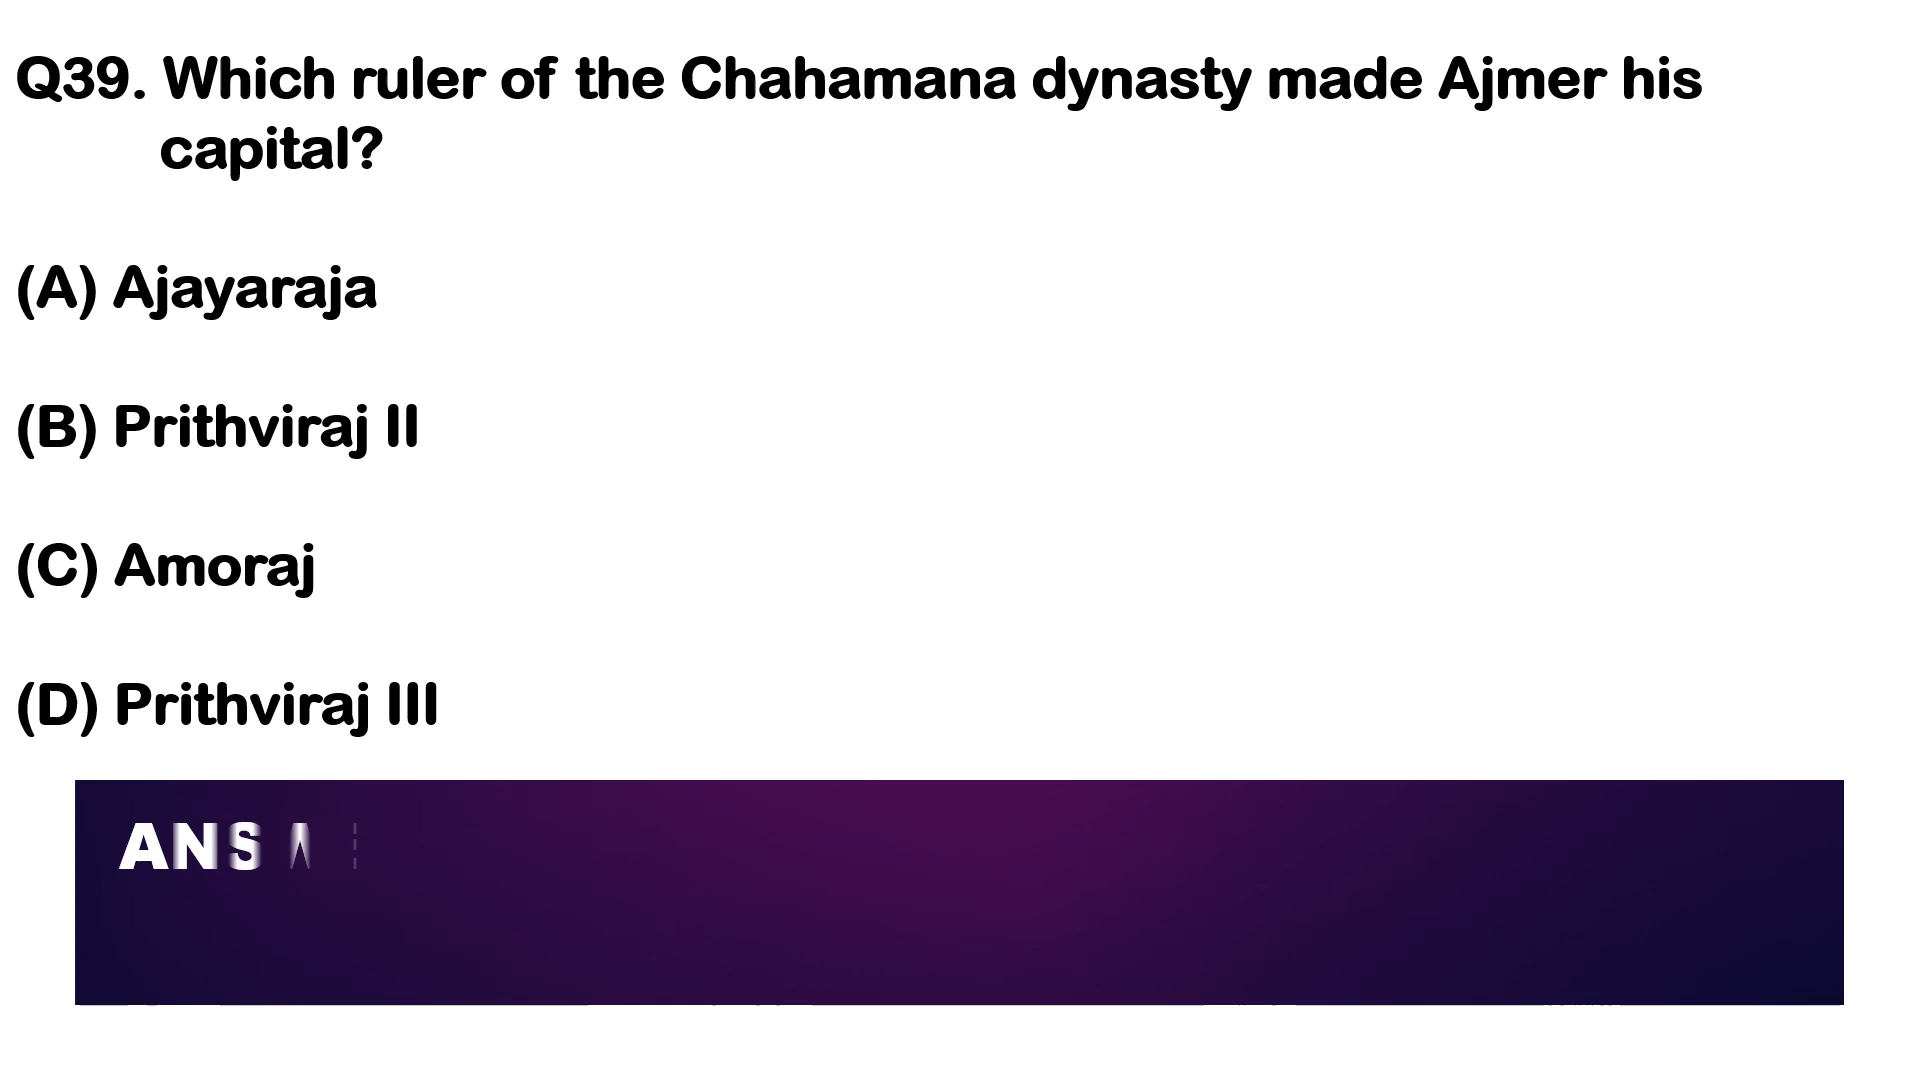 Q39. Which ruler of the Chahamana dynasty made Ajmer his
capital?
(A) Ajayaraja
(B) Prithviraj II
(C) Amoraj
(D) Prithviraj III
ANS